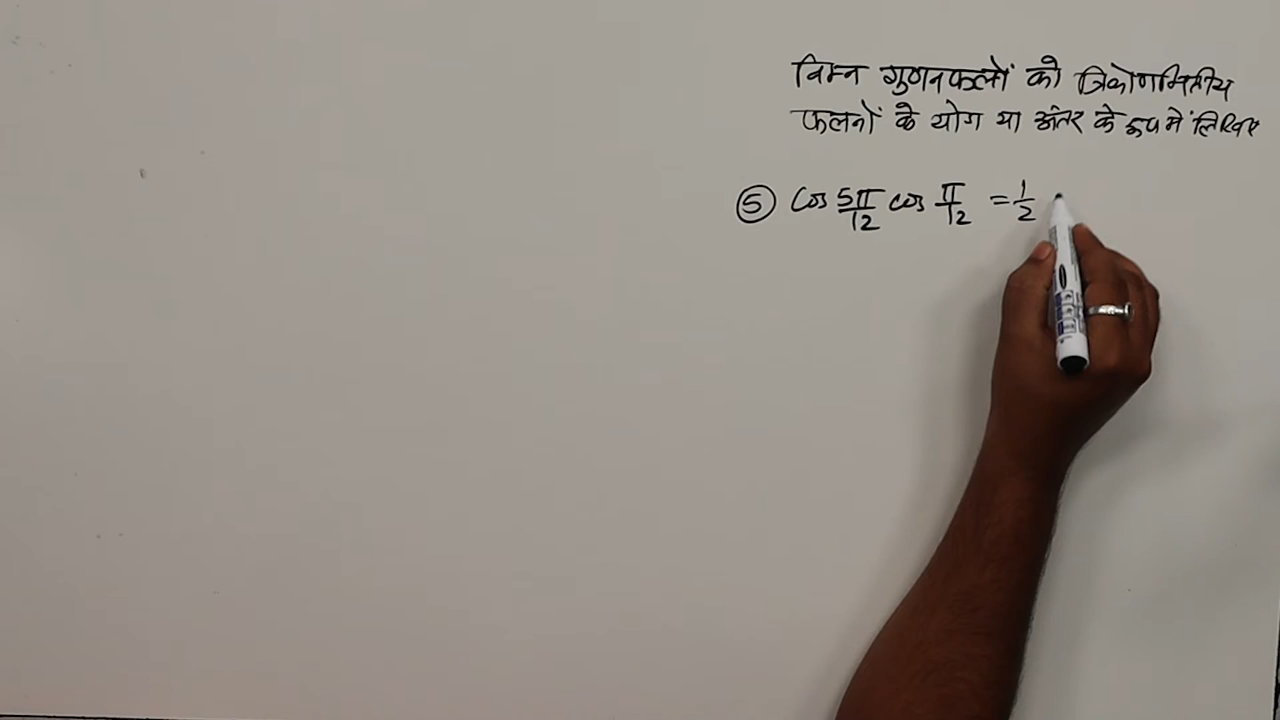 निम्न गुणनफलों को त्रिकोणमितीय
फलनों के योग या अंतर के रूप में लिखिए
⑤ cos 5π/12 cos π/12 = 1/2